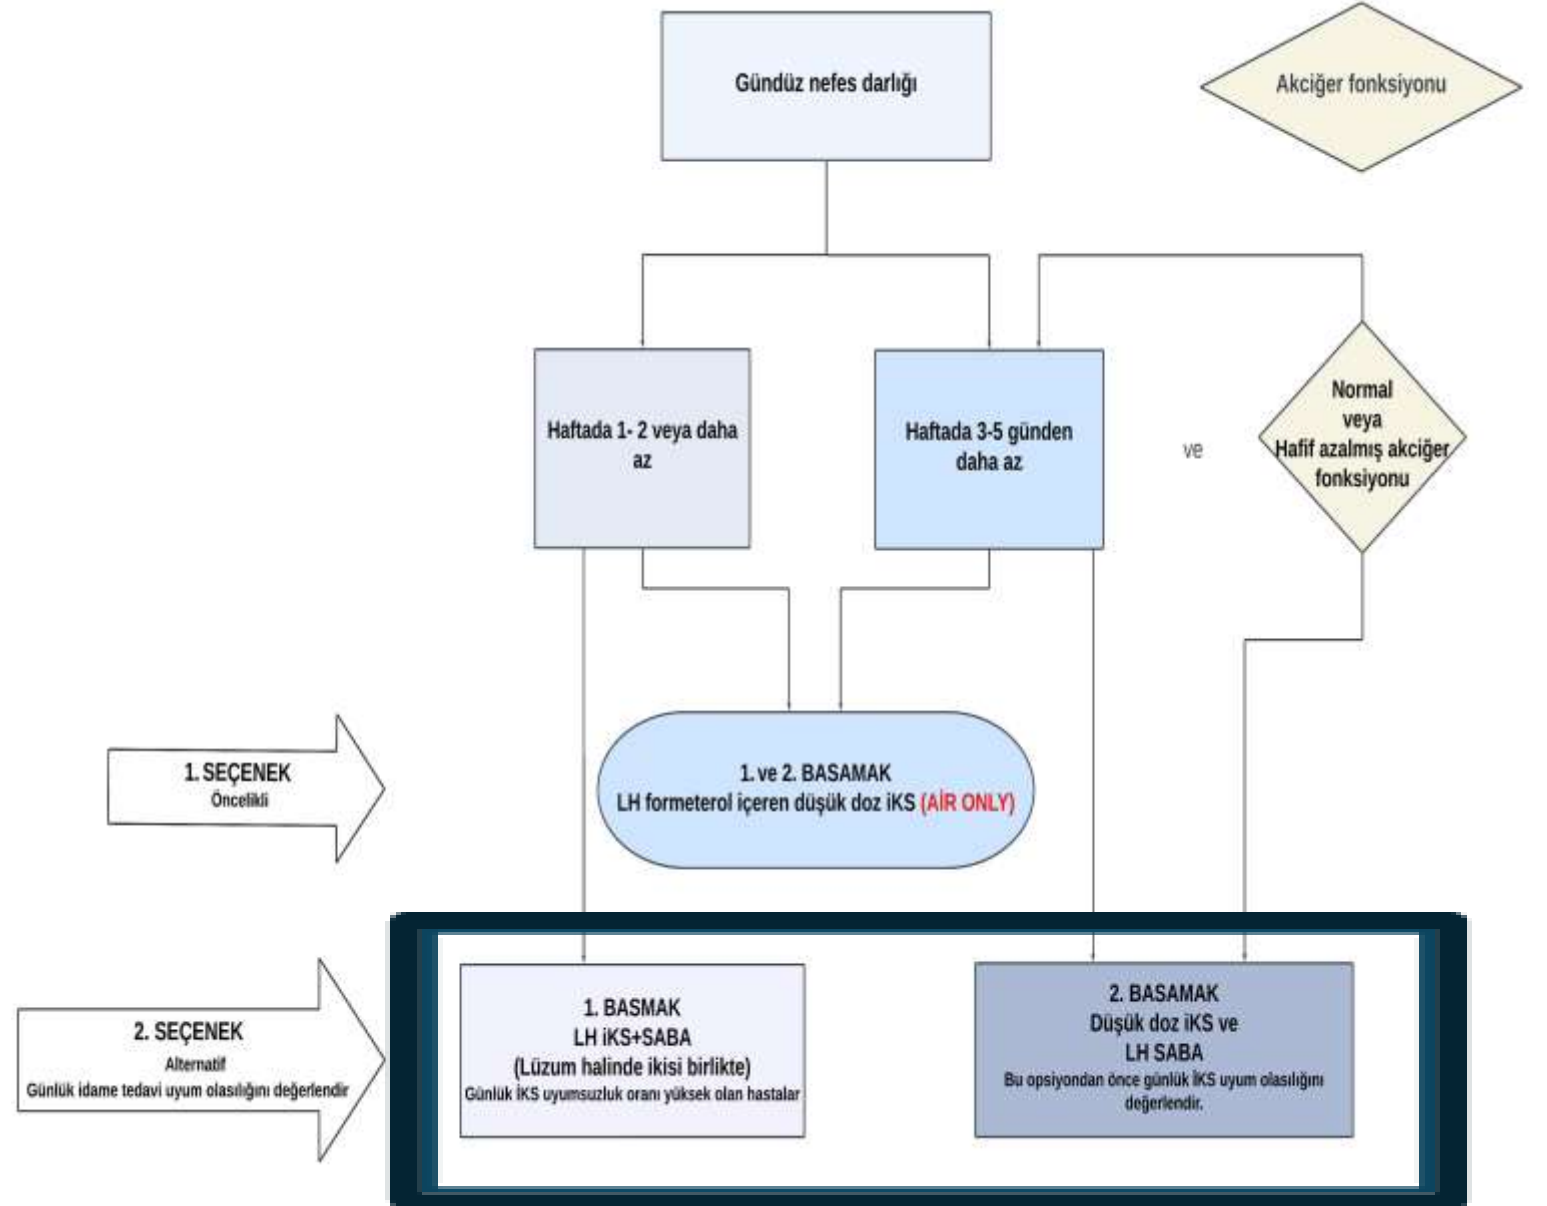 Gündüz nefes darlığı
Akciğer fonksiyonu
Haftada 1- 2 veya daha
az
Haftada 3-5 günden
daha az
ve
Normal
veya
Hafif azalmış akciğer
fonksiyonu
1. SEÇENEK
Öncelikli
1. ve 2. BASAMAK
LH formeterol içeren düşük doz iKS (AİR ONLY)
2. SEÇENEK
Alternatif
Günlük idame tedavi uyum olasılığını değerlendir
1. BASMAK
LH iKS+SABA
(Lüzum halinde ikisi birlikte)
Günlük İKS uyumsuzluk oranı yüksek olan hastalar
2. BASAMAK
Düşük doz iKS ve
LH SABA
Bu opsiyondan önce günlük İKS uyum olasılığını
değerlendir.